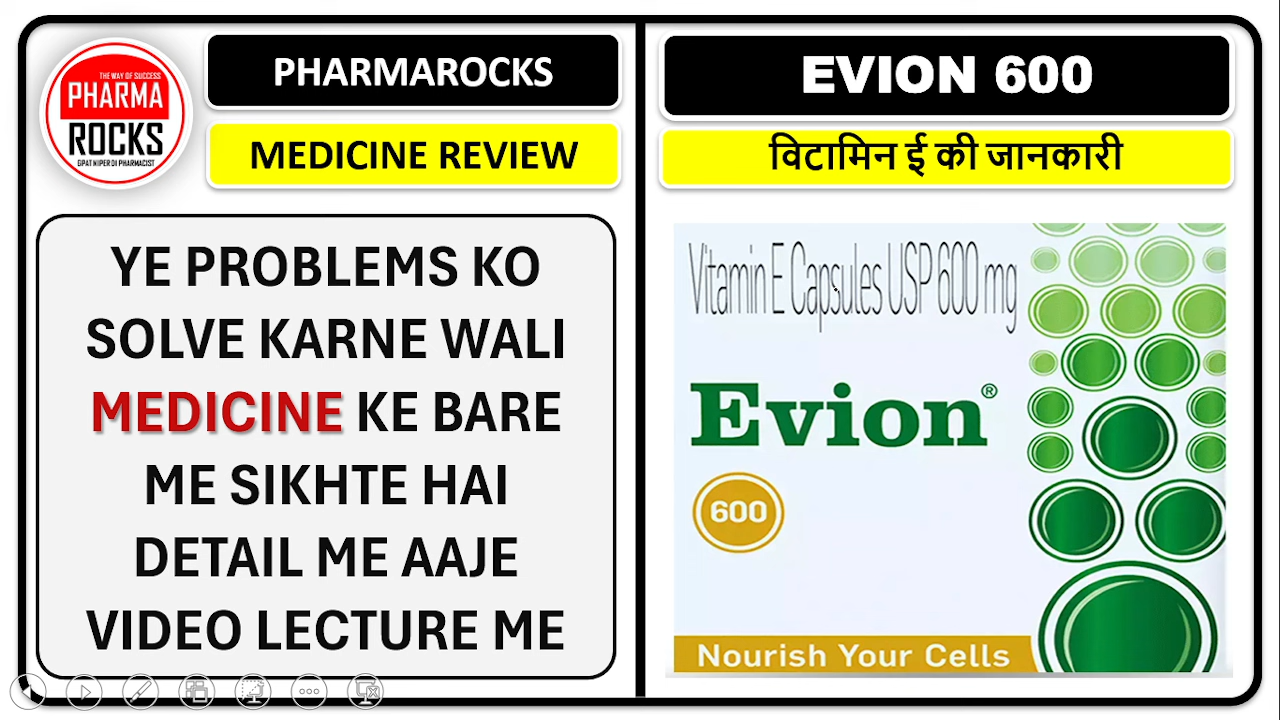 THE WAY OF SUCCESS
PHARMA
ROCKS
GPAT NIPER DI PHARMACIST
PHARMAROCKS
MEDICINE REVIEW
YE PROBLEMS KO
SOLVE KARNE WALI
MEDICINE KE BARE
ME SIKHTE HAI
DETAIL ME AAJE
VIDEO LECTURE ME
EVION 600
विटामिन ई की जानकारी
Vitamin E Capsules USP 600 mg
Evion®
600
Nourish Your Cells